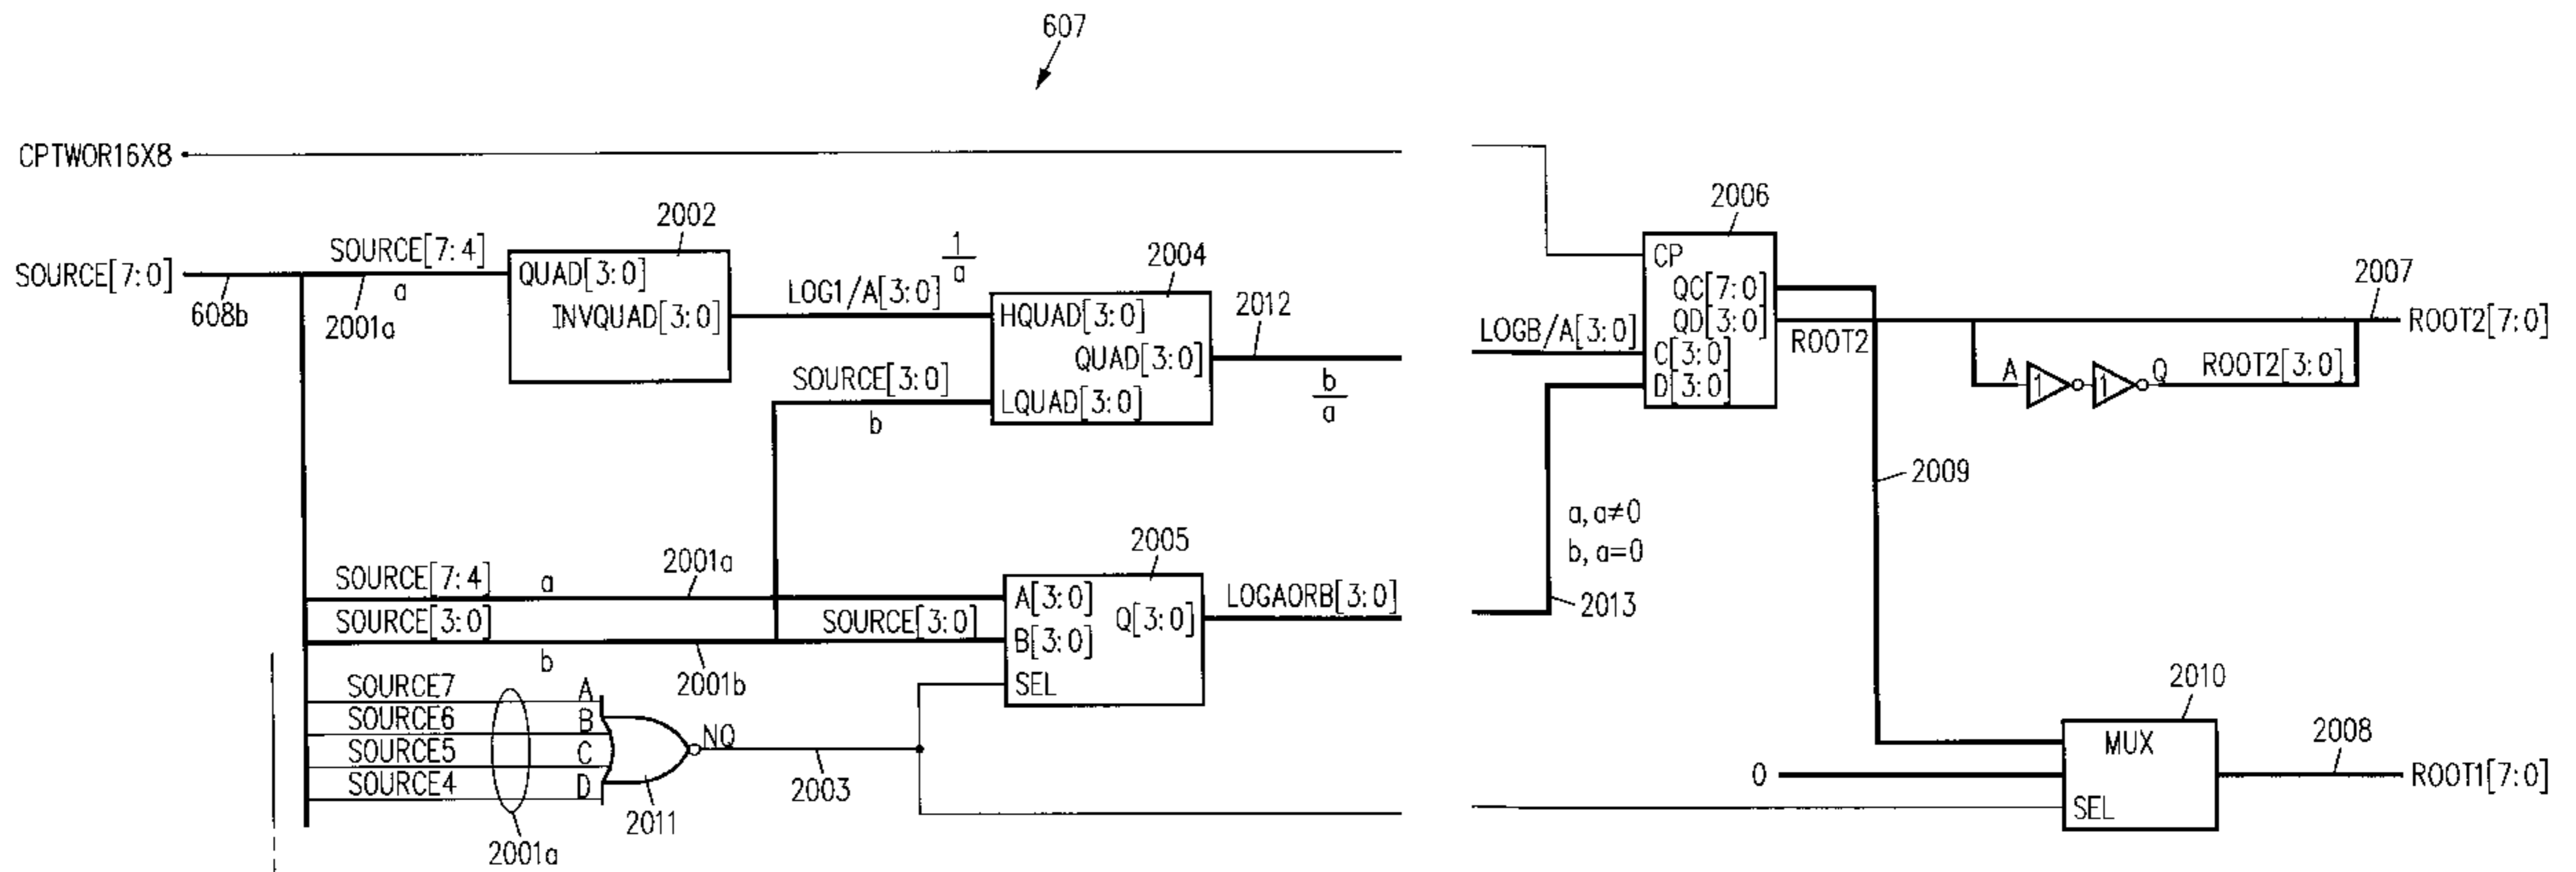 607
CPTWOR16X8
2006
2002
SOURCE[7:4]
1
a
2004
CP
2007
SOURCE[7:0]
QUAD[3:0]
QC[7:0]
a
LOG1/A[3:0]
608b
2001a
INVQUAD[3:0]
HQUAD[3:0]
2012
QD[3:0]
ROOT2[7:0]
LOGB/A[3:0]
ROOT2
QUAD[3:0]
C[3:0]
SOURCE[3:0]
b
a
D[3:0]
A 1 1 Q ROOT2[3:0]
LQUAD[3:0]
b
2009
a, a≠0
b, a=0
2005
2001a
SOURCE[7:4] a
A[3:0]
LOGAORB[3:0]
2013
SOURCE[3:0]
SOURCE[3:0]
Q[3:0]
B[3:0]
b
2001b
SEL
2010
SOURCE7 A
SOURCE6 B
NQ
MUX
2008
SOURCE5 C
0
ROOT1[7:0]
SOURCE4 D
2003
SEL
2011
2001a